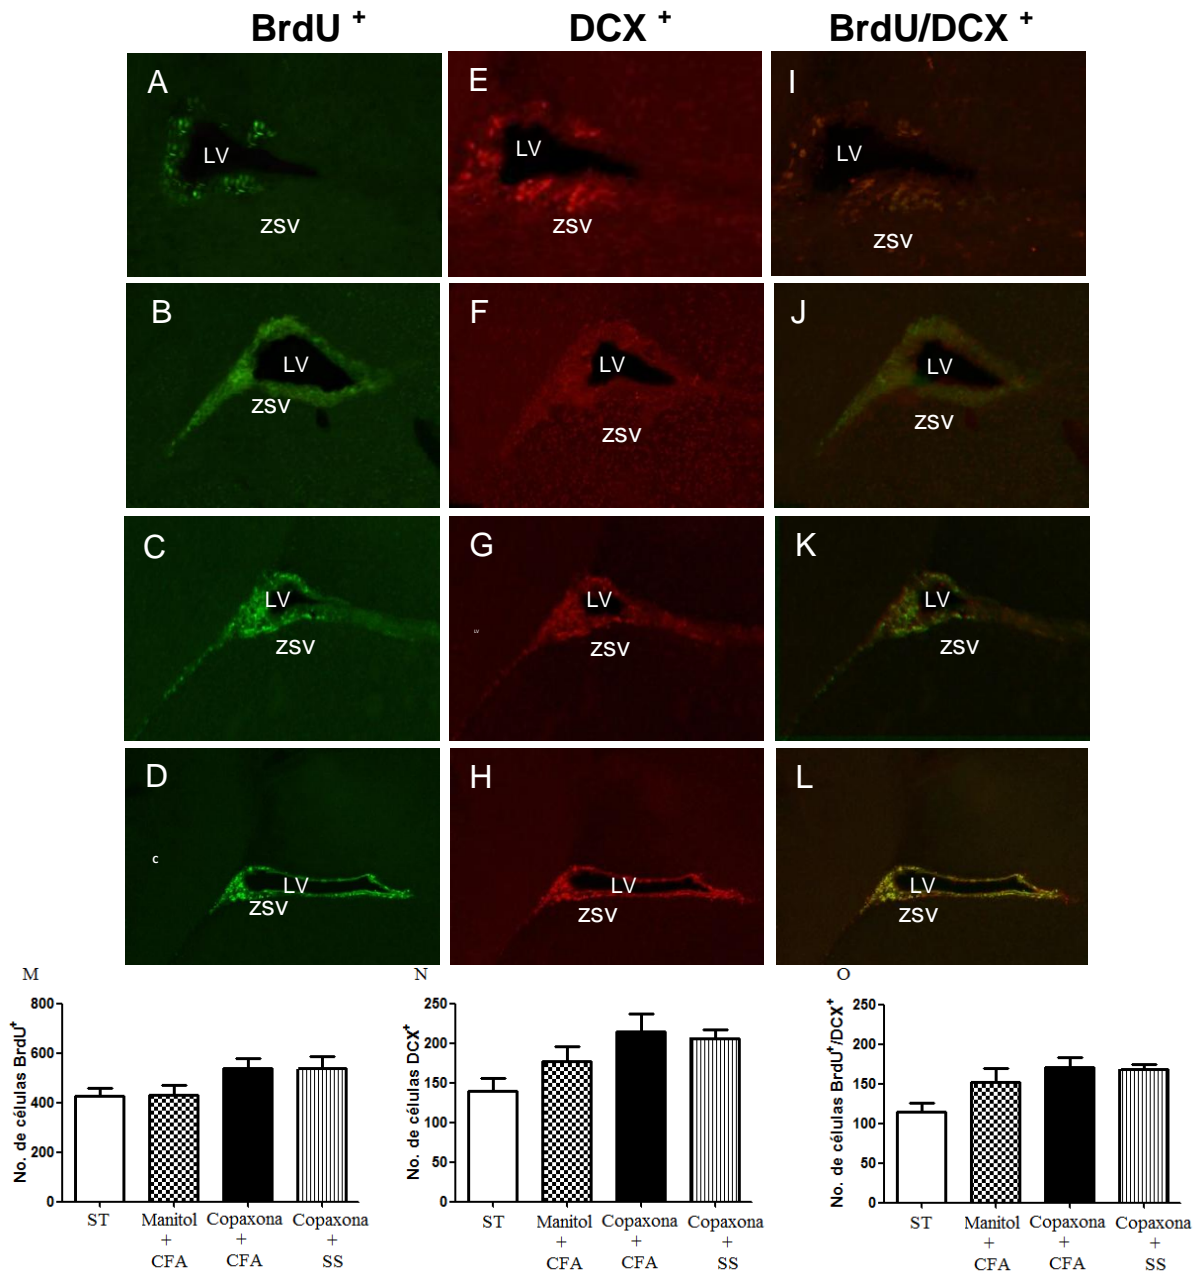 BrdU + DCX + BrdU/DCX +
A E I
LV LV LV
ZSV ZSV ZSV
B F J
LV LV LV
ZSV ZSV ZSV
C G K
LV LV LV
LV
ZSV ZSV ZSV
D H L
C
LV LV LV
ZSV ZSV ZSV
M
No. de células BrdU+
800
600
400
200
0
ST Manitol + CFA Copaxona + CFA Copaxona + SS
N
No. de células DCX+
250
200
150
100
50
0
ST Manitol + CFA Copaxona + CFA Copaxona + SS
O
No. de células BrdU+/DCX+
250
200
150
100
50
0
ST Manitol + CFA Copaxona + CFA Copaxona + SS